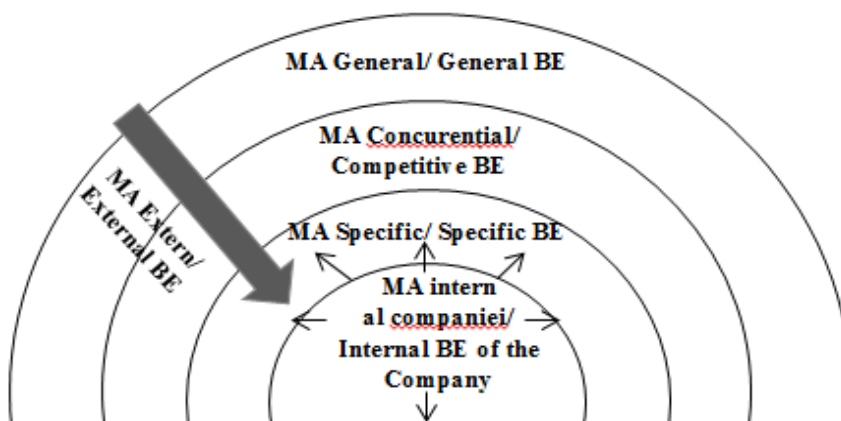 MA General/ General BE
MA Concurențial/
Competitive BE
MA Extern/
External BE
MA Specific/ Specific BE
MA intern
al companiei/
Internal BE of the
Company